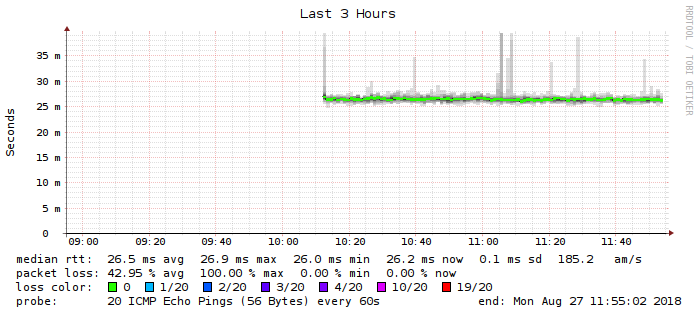 Last 3 Hours
RRDTOOL / TOBI OETIKER
Seconds
35 m
30 m
25 m
20 m
15 m
10 m
5 m
0
09:00 09:20 09:40 10:00 10:20 10:40 11:00 11:20 11:40
median rtt: 26.5 ms avg 26.9 ms max 26.0 ms min 26.2 ms now 0.1 ms sd 185.2 am/s
packet loss: 42.95 % avg 100.00 % max 0.00 % min 0.00 % now
loss color: 0 1/20 2/20 3/20 4/20 10/20 19/20
probe: 20 ICMP Echo Pings (56 Bytes) every 60s end: Mon Aug 27 11:55:02 2018